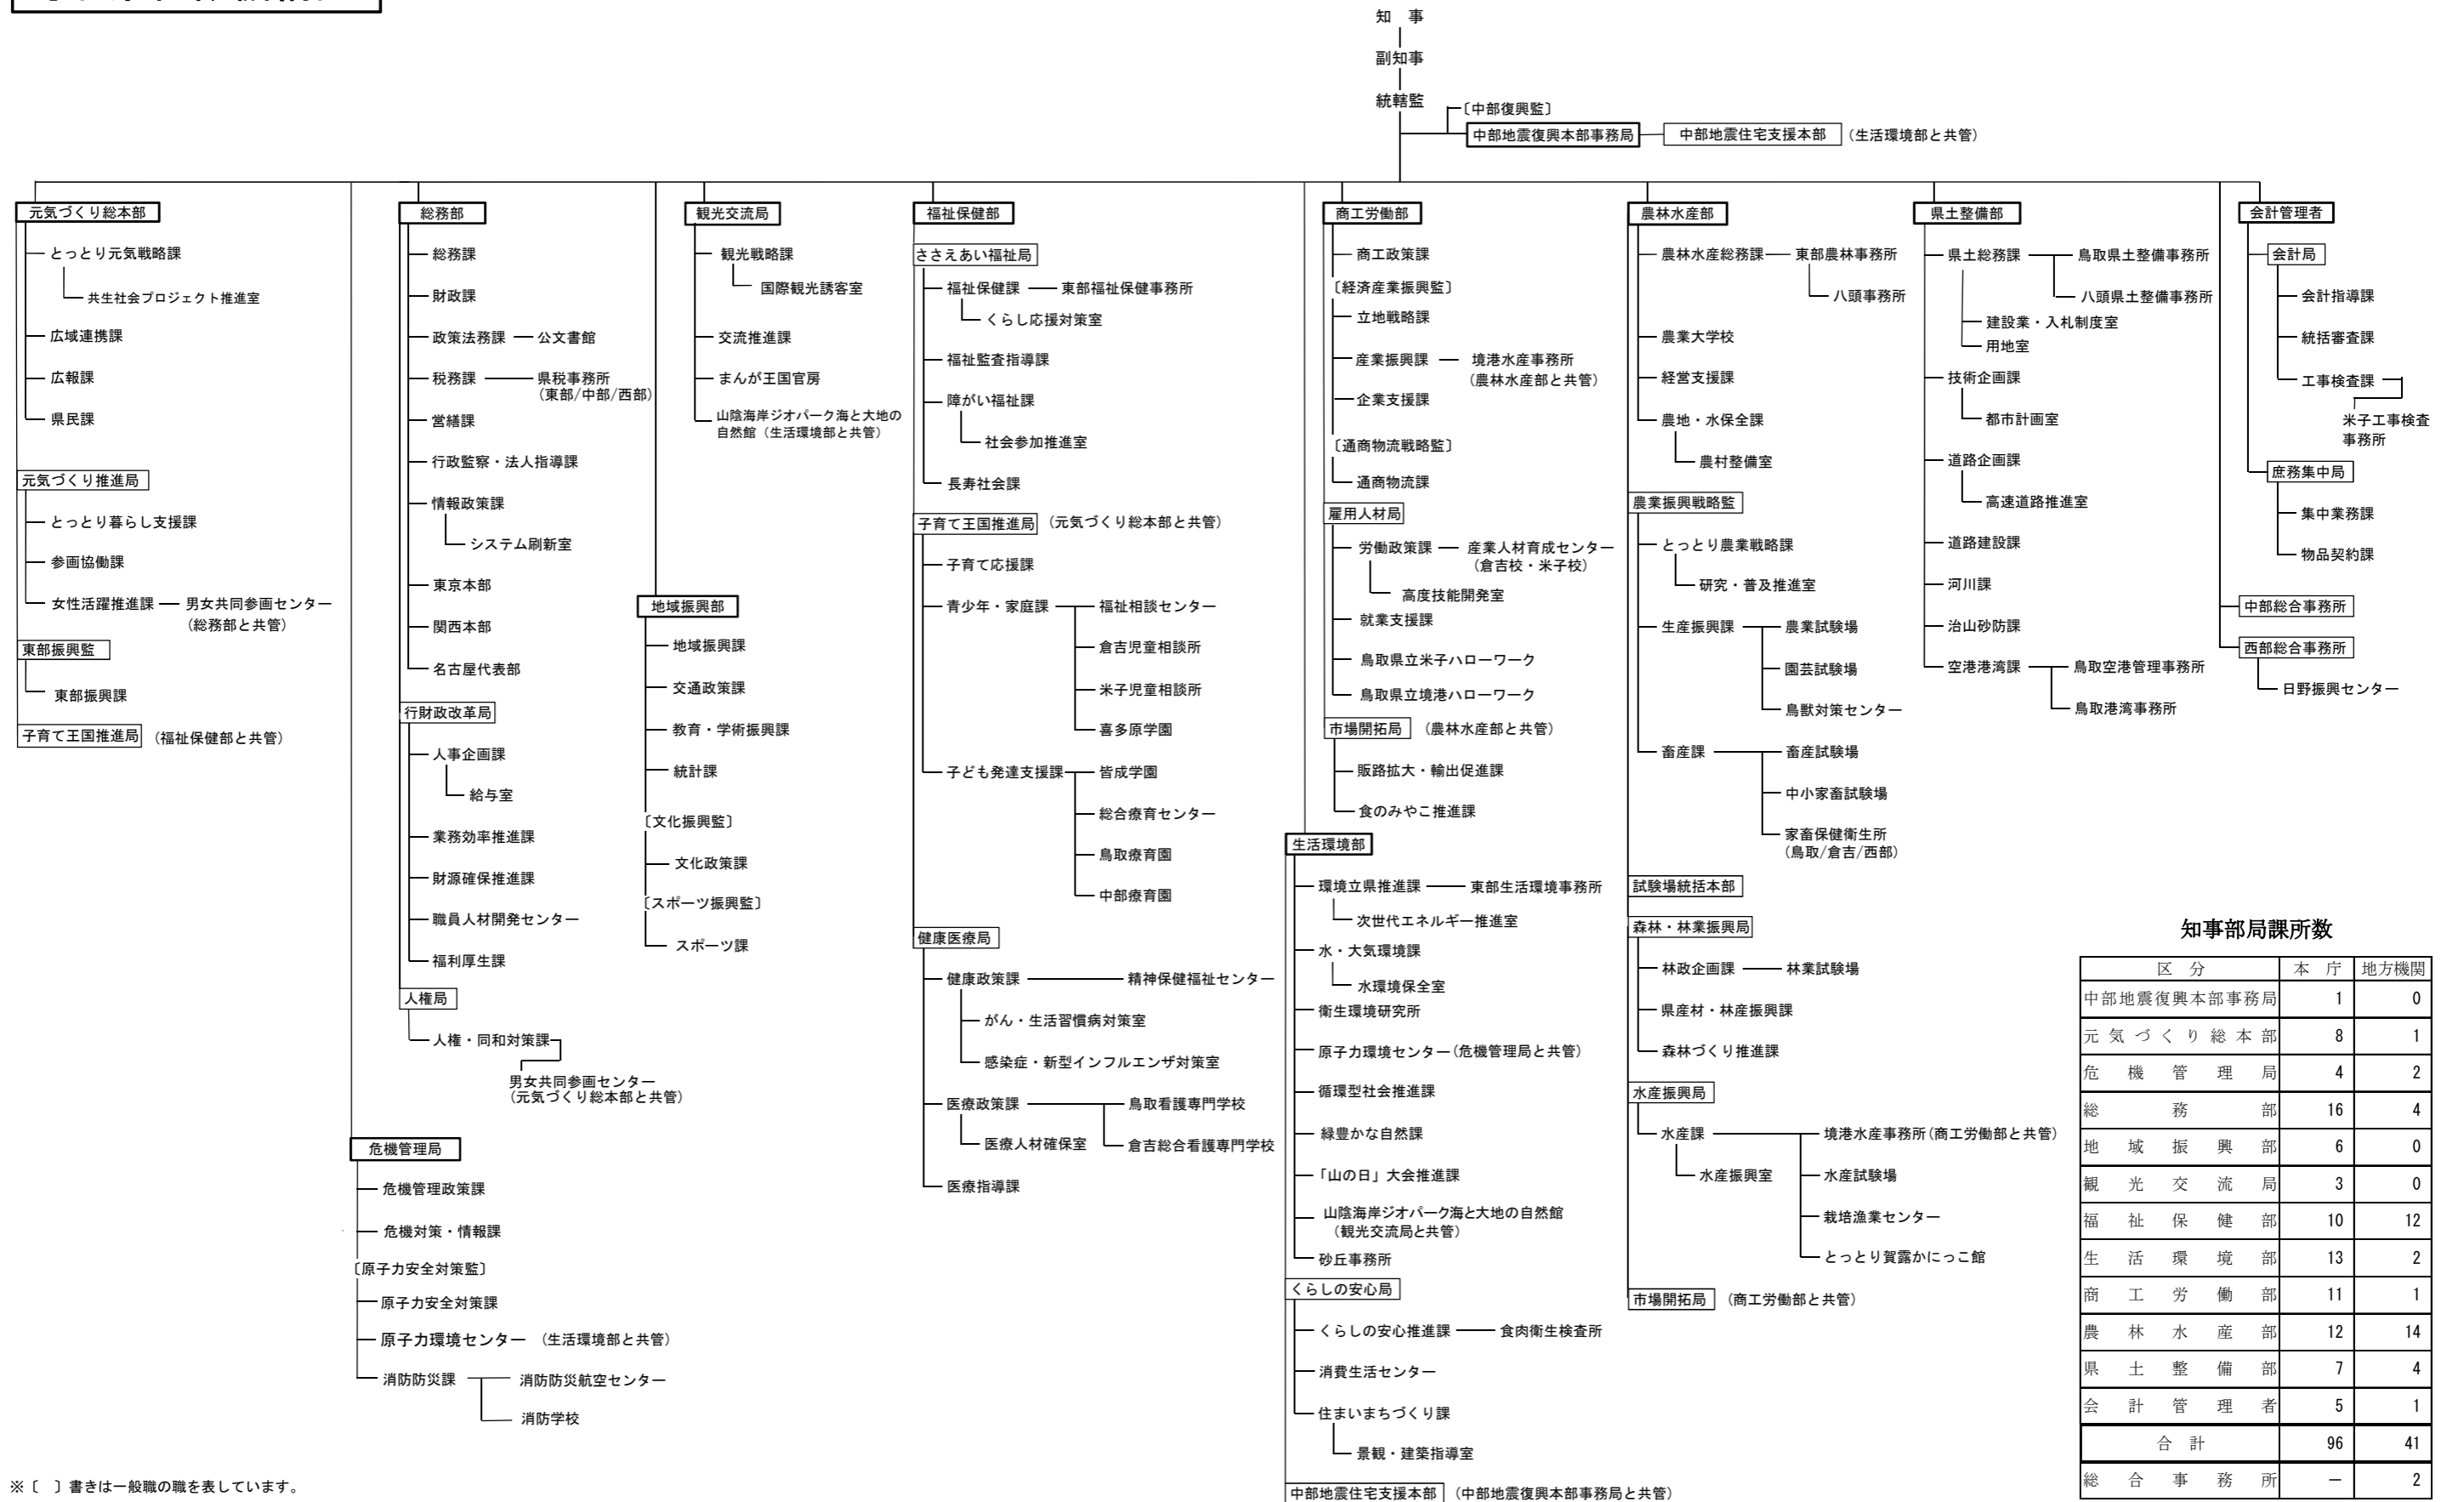 知　事
副知事
統轄監
〔中部復興監〕
中部地震復興本部事務局
中部地震住宅支援本部
（生活環境部と共管）
元気づくり総本部
とっとり元気戦略課
共生社会プロジェクト推進室
広域連携課
広報課
県民課
元気づくり推進局
とっとり暮らし支援課
参画協働課
女性活躍推進課
男女共同参画センター
（総務部と共管）
東部振興監
東部振興課
子育て王国推進局
（福祉保健部と共管）
危機管理局
危機管理政策課
危機対策・情報課
〔原子力安全対策監〕
原子力安全対策課
原子力環境センター
（生活環境部と共管）
消防防災課
消防防災航空センター
消防学校
総務部
総務課
財政課
政策法務課
公文書館
税務課
県税事務所
（東部/中部/西部）
営繕課
行政監察・法人指導課
情報政策課
システム刷新室
東京本部
関西本部
名古屋代表部
行財政改革局
人事企画課
給与室
業務効率推進課
財源確保推進課
職員人材開発センター
福利厚生課
人権局
人権・同和対策課
男女共同参画センター
（元気づくり総本部と共管）
地域振興部
地域振興課
交通政策課
教育・学術振興課
統計課
〔文化振興監〕
文化政策課
〔スポーツ振興監〕
スポーツ課
観光交流局
観光戦略課
国際観光誘客室
交流推進課
まんが王国官房
山陰海岸ジオパーク海と大地の
自然館（生活環境部と共管）
福祉保健部
ささえあい福祉局
福祉保健課
東部福祉保健事務所
くらし応援対策室
福祉監査指導課
障がい福祉課
社会参加推進室
長寿社会課
子育て王国推進局
（元気づくり総本部と共管）
子育て応援課
青少年・家庭課
福祉相談センター
倉吉児童相談所
米子児童相談所
喜多原学園
子ども発達支援課
皆成学園
総合療育センター
鳥取療育園
中部療育園
健康医療局
健康政策課
精神保健福祉センター
がん・生活習慣病対策室
感染症・新型インフルエンザ対策室
医療政策課
鳥取看護専門学校
医療人材確保室
倉吉総合看護専門学校
医療指導課
生活環境部
環境立県推進課
東部生活環境事務所
次世代エネルギー推進室
水・大気環境課
水環境保全室
衛生環境研究所
原子力環境センター(危機管理局と共管)
循環型社会推進課
緑豊かな自然課
「山の日」大会推進課
山陰海岸ジオパーク海と大地の自然館
（観光交流局と共管）
砂丘事務所
くらしの安心局
くらしの安心推進課
食肉衛生検査所
消費生活センター
住まいまちづくり課
景観・建築指導室
中部地震住宅支援本部
（中部地震復興本部事務局と共管）
商工労働部
商工政策課
〔経済産業振興監〕
立地戦略課
産業振興課
境港水産事務所
（農林水産部と共管）
企業支援課
〔通商物流戦略監〕
通商物流課
雇用人材局
労働政策課
産業人材育成センター
（倉吉校・米子校）
高度技能開発室
就業支援課
鳥取県立米子ハローワーク
鳥取県立境港ハローワーク
市場開拓局
（農林水産部と共管）
販路拡大・輸出促進課
食のみやこ推進課
農林水産部
農林水産総務課
東部農林事務所
八頭事務所
農業大学校
経営支援課
農地・水保全課
農村整備室
農業振興戦略監
とっとり農業戦略課
研究・普及推進室
生産振興課
農業試験場
園芸試験場
鳥獣対策センター
畜産課
畜産試験場
中小家畜試験場
家畜保健衛生所
（鳥取/倉吉/西部）
試験場統括本部
森林・林業振興局
林政企画課
林業試験場
県産材・林産振興課
森林づくり推進課
水産振興局
水産課
境港水産事務所(商工労働部と共管)
水産振興室
水産試験場
栽培漁業センター
とっとり賀露かにっこ館
市場開拓局
（商工労働部と共管）
県土整備部
県土総務課
鳥取県土整備事務所
八頭県土整備事務所
建設業・入札制度室
用地室
技術企画課
都市計画室
道路企画課
高速道路推進室
道路建設課
河川課
治山砂防課
空港港湾課
鳥取空港管理事務所
鳥取港湾事務所
会計管理者
会計局
会計指導課
統括審査課
工事検査課
米子工事検査
事務所
庶務集中局
集中業務課
物品契約課
中部総合事務所
西部総合事務所
日野振興センター
知事部局課所数
区　分　本　庁　地方機関
中部地震復興本部事務局　1　0
元気づくり総本部　8　1
危機管理局　4　2
総務部　16　4
地域振興部　6　0
観光交流局　3　0
福祉保健部　10　12
生活環境部　13　2
商工労働部　11　1
農林水産部　12　14
県土整備部　7　4
会計管理者　5　1
合　計　96　41
総合事務所　－　2
※〔　〕書きは一般職の職を表しています。